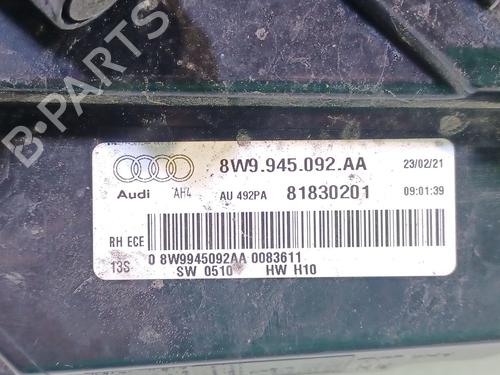 8W9.945.092.AA 23/02/21
Audi AH4 AU 492PA 81830201 09:01:39
RH ECE
0 8W9945092AA 0083611
13S SW 0510 HW H10
B-PARTS